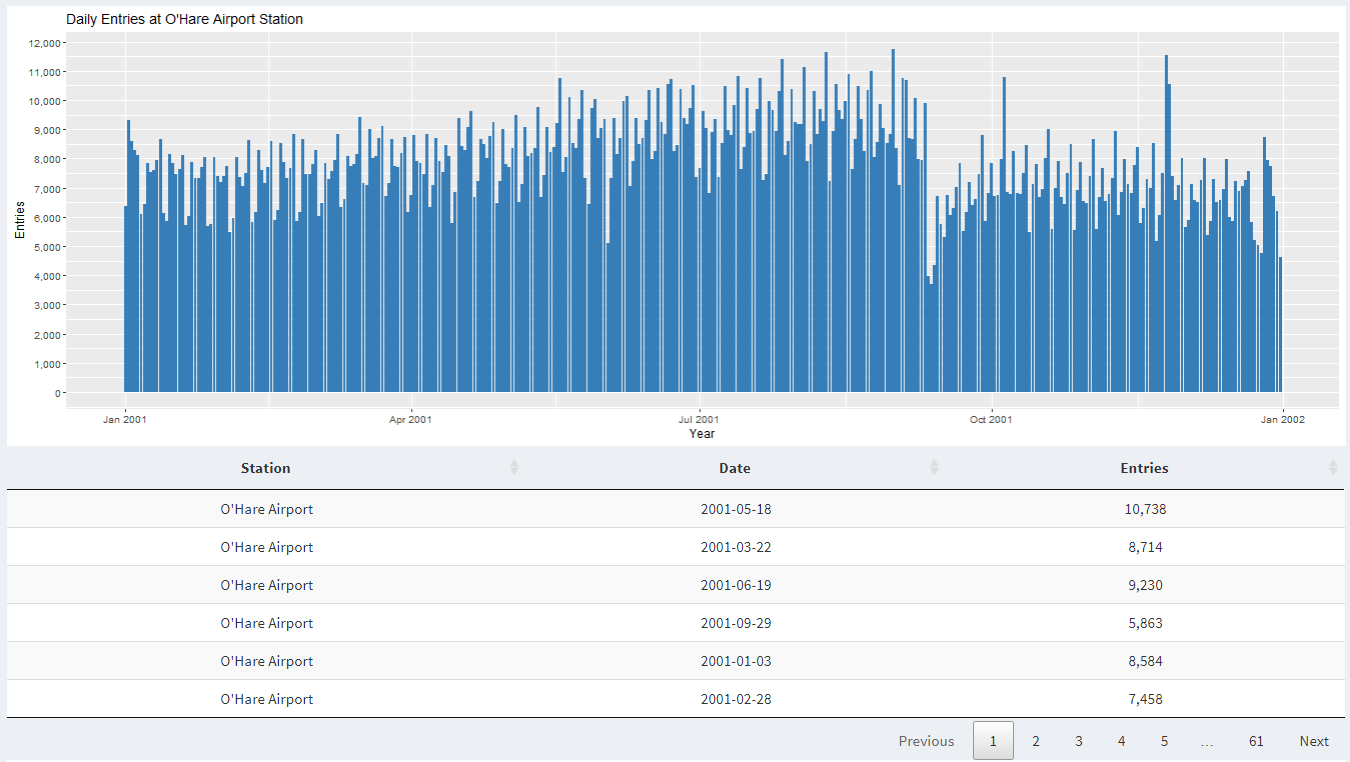 Daily Entries at O'Hare Airport Station
12,000
11,000
10,000
9,000
8,000
7,000
6,000
5,000
4,000
3,000
2,000
1,000
0
Entries
Jan 2001 Apr 2001 Jul 2001 Oct 2001 Jan 2002
Year
Station Date Entries
O'Hare Airport 2001-05-18 10,738
O'Hare Airport 2001-03-22 8,714
O'Hare Airport 2001-06-19 9,230
O'Hare Airport 2001-09-29 5,863
O'Hare Airport 2001-01-03 8,584
O'Hare Airport 2001-02-28 7,458
Previous 1 2 3 4 5 … 61 Next